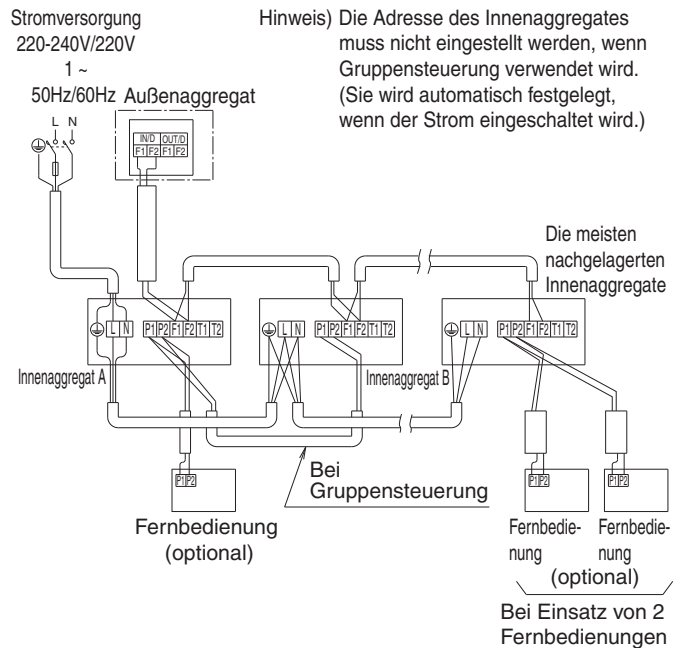 Stromversorgung
220-240V/220V
1 ~
50Hz/60Hz
L N
Hinweis) Die Adresse des Innenaggregates
muss nicht eingestellt werden, wenn
Gruppensteuerung verwendet wird.
(Sie wird automatisch festgelegt,
wenn der Strom eingeschaltet wird.)
Außenaggregat
IN/D OUT/D
F1 F2 F1 F2
Die meisten
nachgelagerten
Innenaggregate
L N P1 P2 F1 F2 T1 T2
L N P1 P2 F1 F2 T1 T2
L N P1 P2 F1 F2 T1 T2
Innenaggregat A
Innenaggregat B
Bei
Gruppensteuerung
P1 P2
Fernbedienung
(optional)
P1 P2
P1 P2
Fernbedie-
nung
Fernbedie-
nung
(optional)
Bei Einsatz von 2
Fernbedienungen